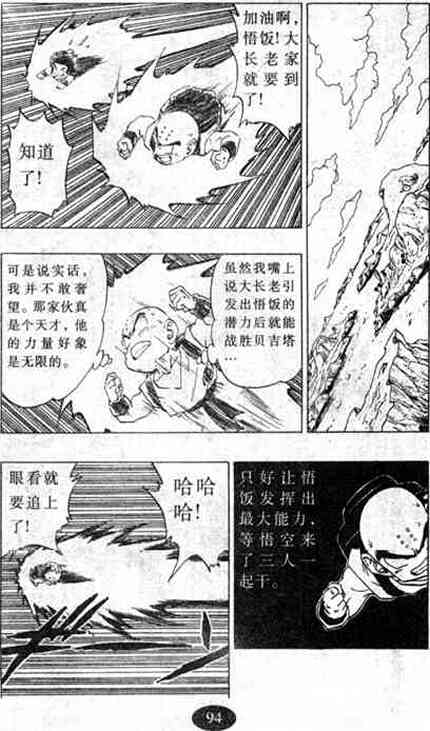 加油啊，
悟饭！大
长老家
就要到
了！
知道
了！
虽然我嘴上
说大长老引
发出悟饭的
潜力后就能
战胜贝吉塔
…
可是说实话，
我并不敢奢
望。那家伙真
是个天才，他
的力量好象
是无限的。
只好让悟
饭发挥出
最大能力，
等悟空来
了三人一
起干。
哈哈
哈！
眼看就
要追上
了！
94